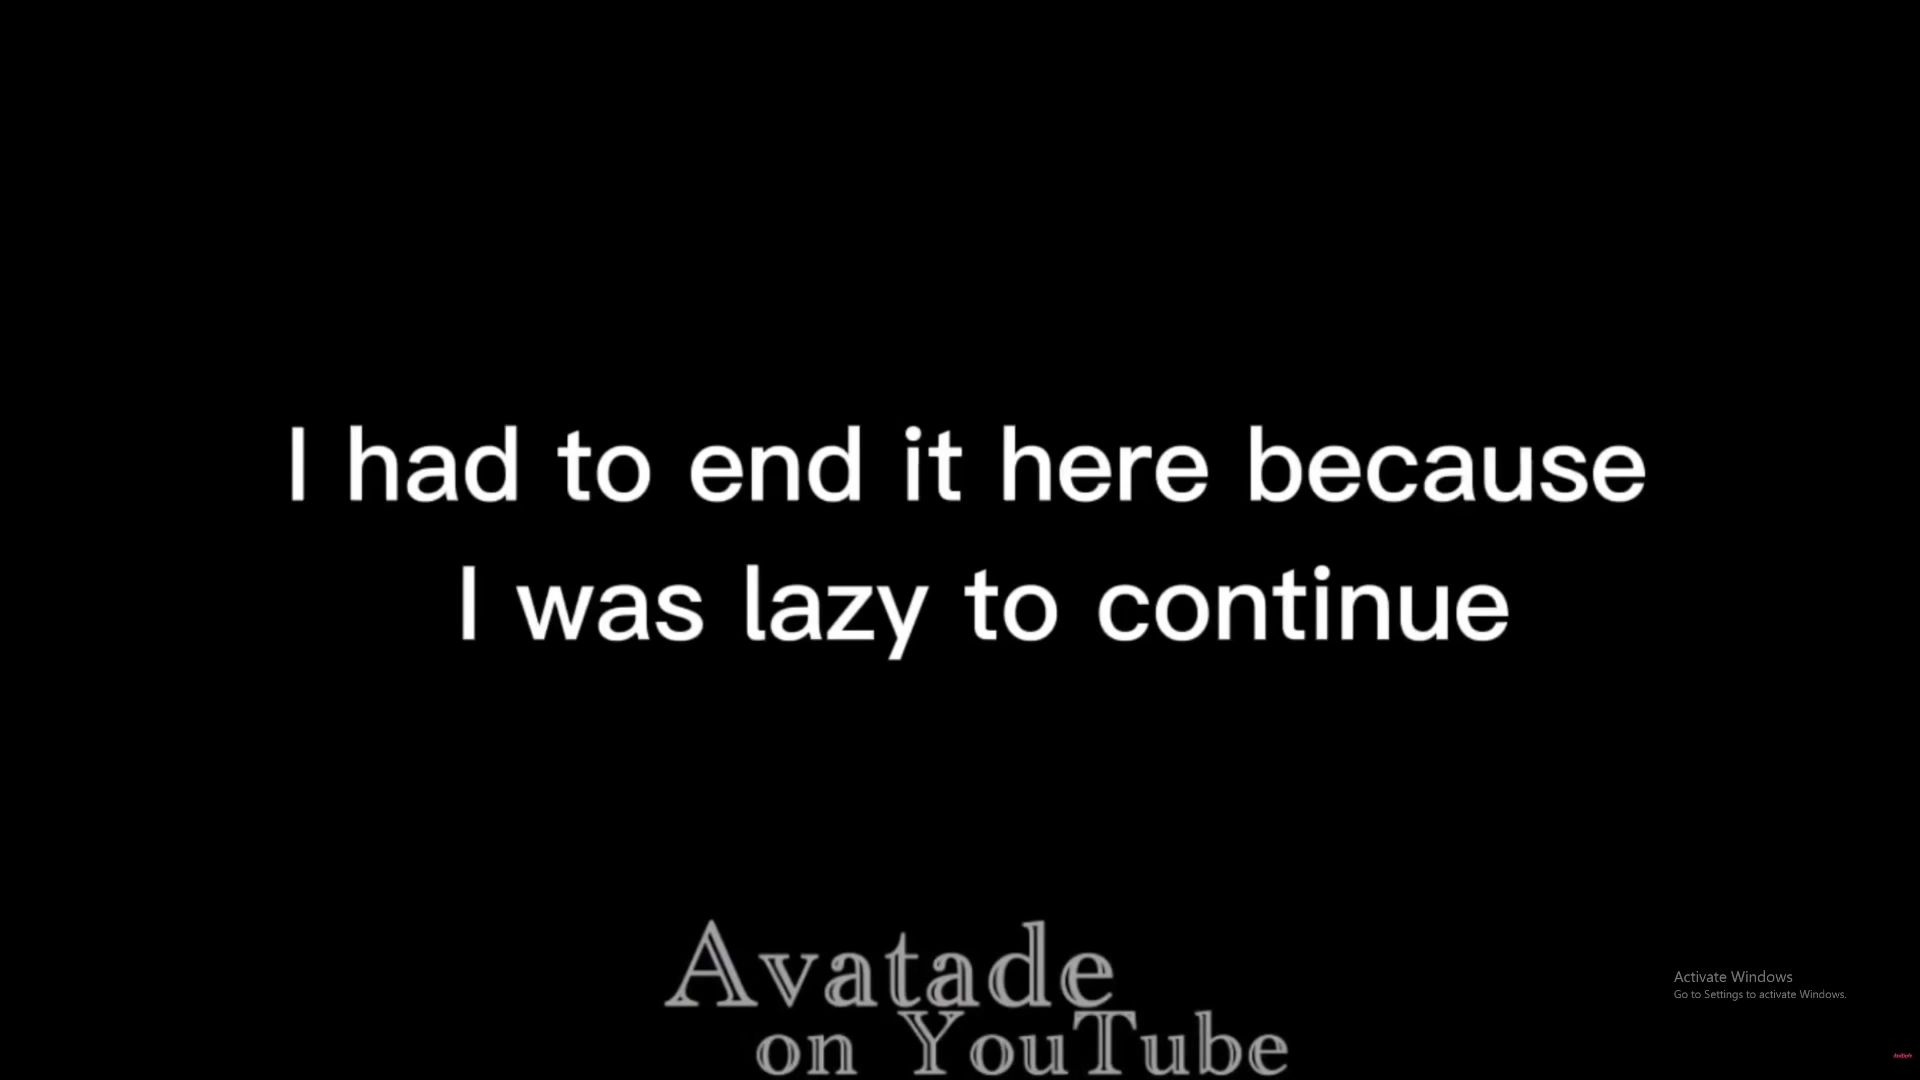 I had to end it here because
I was lazy to continue
Avatade
on YouTube
Activate Windows
Go to Settings to activate Windows.